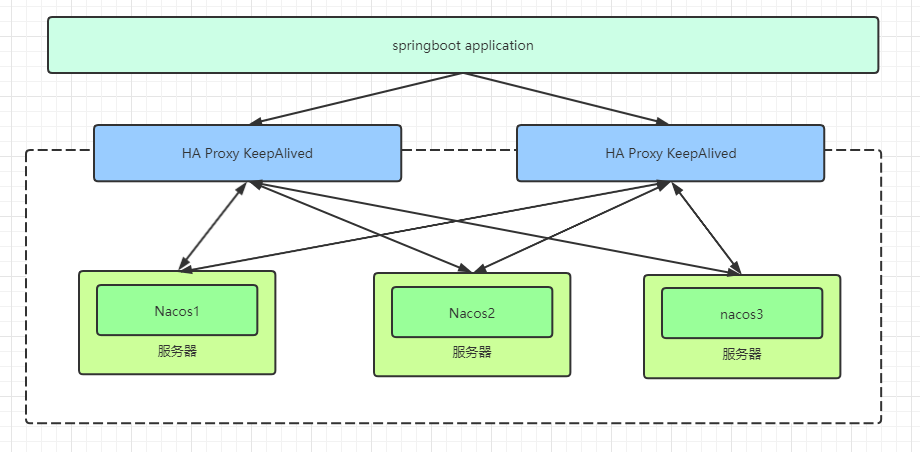 springboot application
HA Proxy KeepAlived
HA Proxy KeepAlived
Nacos1
服务器
Nacos2
服务器
nacos3
服务器